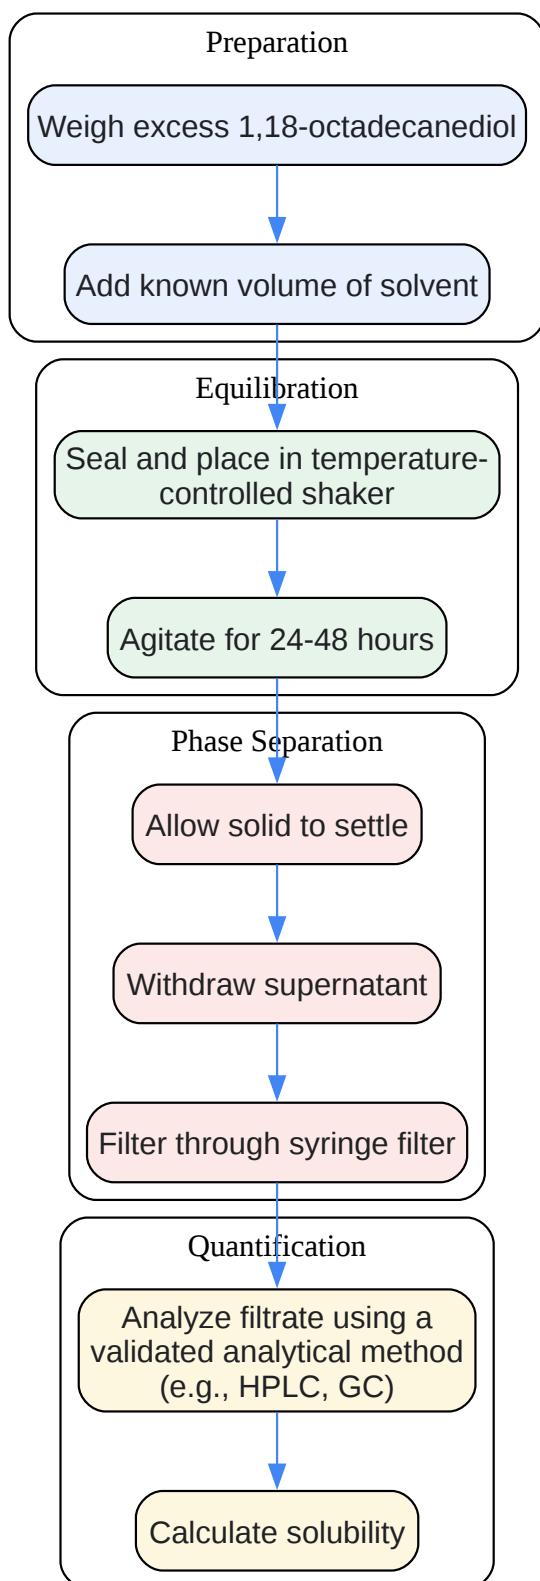 Preparation
Weigh excess 1,18-octadecanediol
Add known volume of solvent
Equilibration
Seal and place in temperature-
controlled shaker
Agitate for 24-48 hours
Phase Separation
Allow solid to settle
Withdraw supernatant
Filter through syringe filter
Quantification
Analyze filtrate using a
validated analytical method
(e.g., HPLC, GC)
Calculate solubility